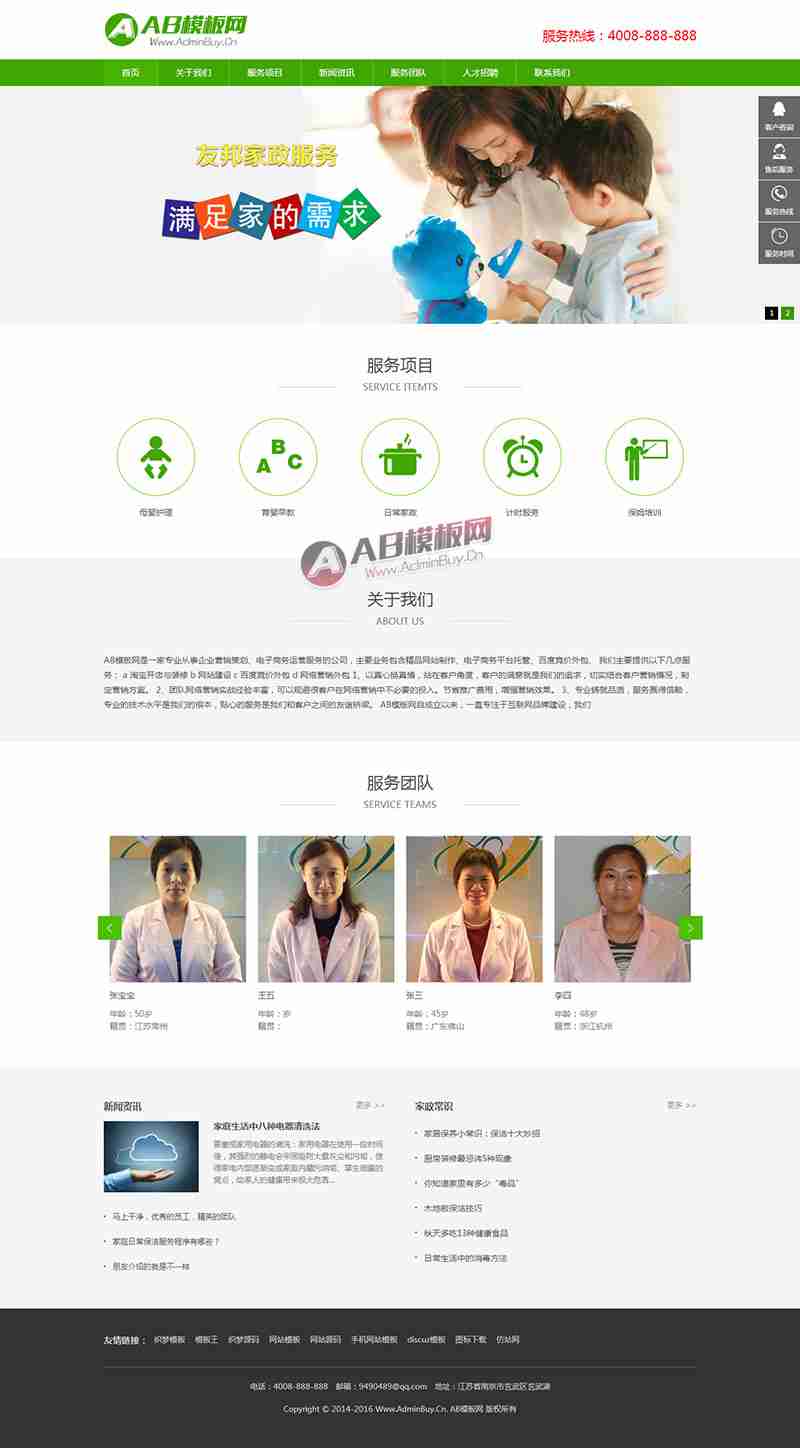 AB模板网
Www.AdminBuy.Cn
服务热线：4008-888-888
首页 关于我们 服务项目 新闻资讯 服务团队 人才招聘 联系我们
友邦家政服务
满足家的需求
客户咨询
售后服务
服务热线
服务时间
1 2
服务项目
SERVICE ITEMTS
A B C
母婴护理 育婴早教 日常家政 计时服务 保姆培训
AB模板网
Www.AdminBuy.Cn
关于我们
ABOUT US
AB模板网是一家专业从事企业营销策划、电子商务运营服务的公司，主要业务包含精品网站制作、电子商务平台托管、百度竞价外包。 我们主要提供以下几点服
务： a 淘宝开店与装修 b 网站建设 c 百度竞价外包 d 网络营销外包 1、以真心换真情，站在客户角度，客户的满意就是我们的追求，切实结合客户营销情况，制
定营销方案。 2、团队网络营销实战经验丰富，可以规避很客户在网络营销中不必要的投入。节省推广费用，增强营销效果。 3、专业铸就品质，服务赢得信赖，
专业的技术水平是我们的根本，贴心的服务是我们和客户之间的友谊桥梁。 AB模版网自成立以来，一直专注于互联网品牌建设，我们
服务团队
SERVICE TEAMS
张宝宝 王五 张三 李四
年龄：50岁 年龄：岁 年龄：45岁 年龄：48岁
籍贯：江苏常州 籍贯： 籍贯：广东佛山 籍贯：浙江杭州
新闻资讯 更多 >>
家庭生活中八种电器清洗法
要重视家用电器的清洗：家用电器在使用一段时间
后，其强烈的静电会牢固吸附大量灰尘和污垢，使
得家电内部逐渐变成家庭内藏污纳垢、孳生细菌的
窝点，给家人的健康带来极大危害...
马上干净，优秀的员工，精英的团队
家庭日常保洁服务程序有哪些？
朋友介绍的就是不一样
家政常识 更多 >>
家居保养小常识：保洁十大妙招
厨房装修最忌讳5种现象
你知道家里有多少“毒品”
木地板保洁技巧
秋天多吃13种健康食品
日常生活中的消毒方法
友情链接： 织梦模板 模板王 织梦源码 网站模板 网站源码 手机网站模板 discuz模板 图标下载 仿站网
电话：4008-888-888 邮箱：9490489@qq.com 地址：江苏省南京市玄武区玄武湖
Copyright © 2014-2016 Www.AdminBuy.Cn. AB模板网 版权所有